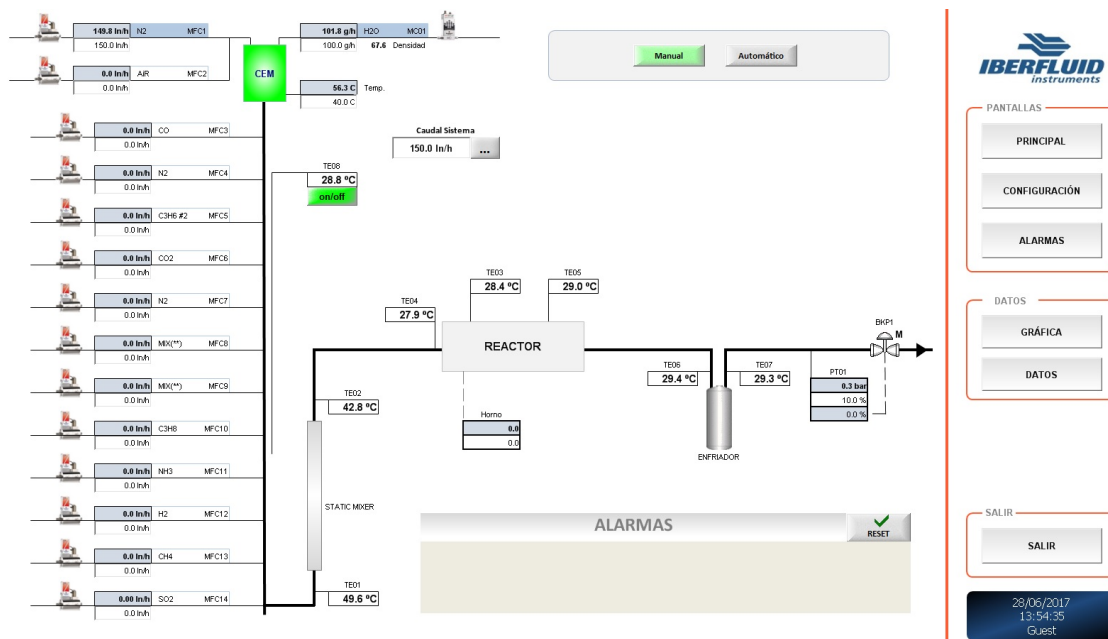 149.8 ln/h N2 MFC1
150.0 ln/h
101.8 g/h H2O MC01
100.0 g/h 67.6 Densidad
0.0 ln/h AIR MFC2
0.0 ln/h
CEM
56.3 C Temp.
40.0 C
Manual
Automático
Caudal Sistema
150.0 ln/h ...
0.0 ln/h CO MFC3
0.0 ln/h
0.0 ln/h N2 MFC4
0.0 ln/h
0.0 ln/h C3H6 #2 MFC5
0.0 ln/h
0.0 ln/h CO2 MFC6
0.0 ln/h
0.0 ln/h N2 MFC7
0.0 ln/h
0.0 ln/h MIX(**) MFC8
0.0 ln/h
0.0 ln/h MIX(**) MFC9
0.0 ln/h
0.0 ln/h C3H8 MFC10
0.0 ln/h
0.0 ln/h NH3 MFC11
0.0 ln/h
0.0 ln/h H2 MFC12
0.0 ln/h
0.0 ln/h CH4 MFC13
0.0 ln/h
0.00 ln/h SO2 MFC14
0.0 ln/h
TE08
28.8 ºC
on/off
TE03
28.4 ºC
TE05
29.0 ºC
TE04
27.9 ºC
REACTOR
Horno
0.0
0.0
TE02
42.8 ºC
STATIC MIXER
TE01
49.6 ºC
TE06
29.4 ºC
TE07
29.3 ºC
ENFRIADOR
BKP1
M
PT01
0.3 bar
10.0 %
0.0 %
ALARMAS
RESET
IBERFLUID
instruments
PANTALLAS
PRINCIPAL
CONFIGURACIÓN
ALARMAS
DATOS
GRÁFICA
DATOS
SALIR
SALIR
28/06/2017
13:54:35
Guest